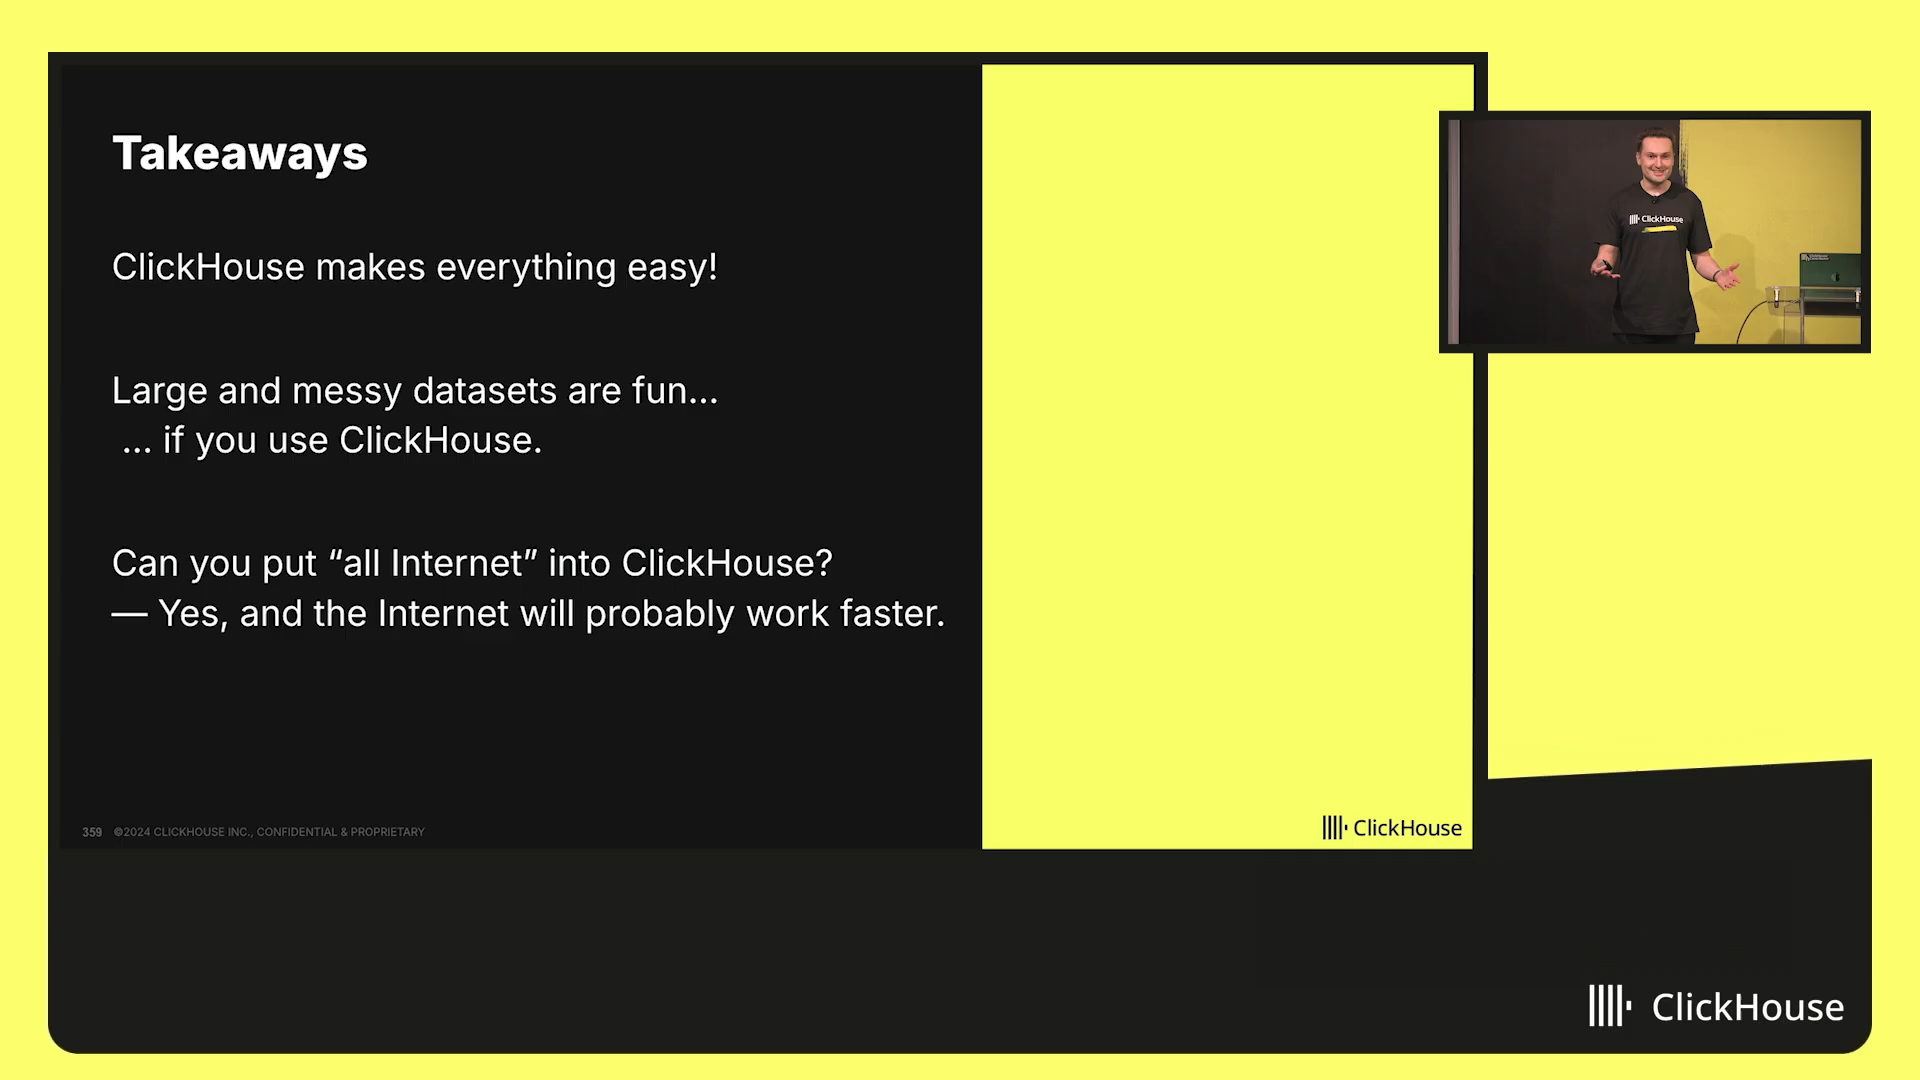 Takeaways
ClickHouse makes everything easy!
Large and messy datasets are fun...
... if you use ClickHouse.
Can you put “all Internet” into ClickHouse?
— Yes, and the Internet will probably work faster.
359 ©2024 CLICKHOUSE INC., CONFIDENTIAL & PROPRIETARY
ClickHouse
ClickHouse
ClickHouse